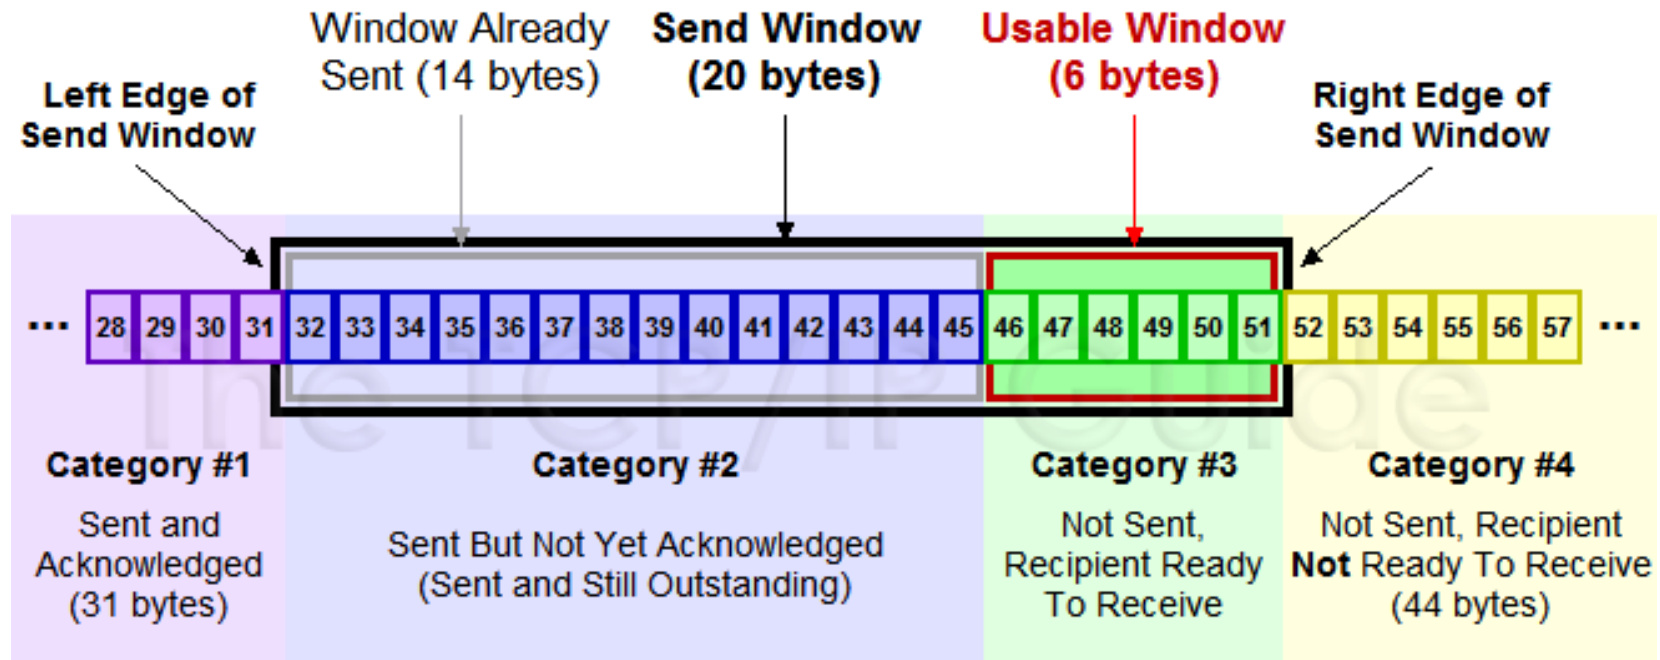 Window Already
Sent (14 bytes)
Send Window
(20 bytes)
Usable Window
(6 bytes)
Left Edge of
Send Window
Right Edge of
Send Window
... 28 29 30 31 32 33 34 35 36 37 38 39 40 41 42 43 44 45 46 47 48 49 50 51 52 53 54 55 56 57 ...
The TCP/IP Guide
Category #1
Sent and
Acknowledged
(31 bytes)
Category #2
Sent But Not Yet Acknowledged
(Sent and Still Outstanding)
Category #3
Not Sent,
Recipient Ready
To Receive
Category #4
Not Sent, Recipient
Not Ready To Receive
(44 bytes)